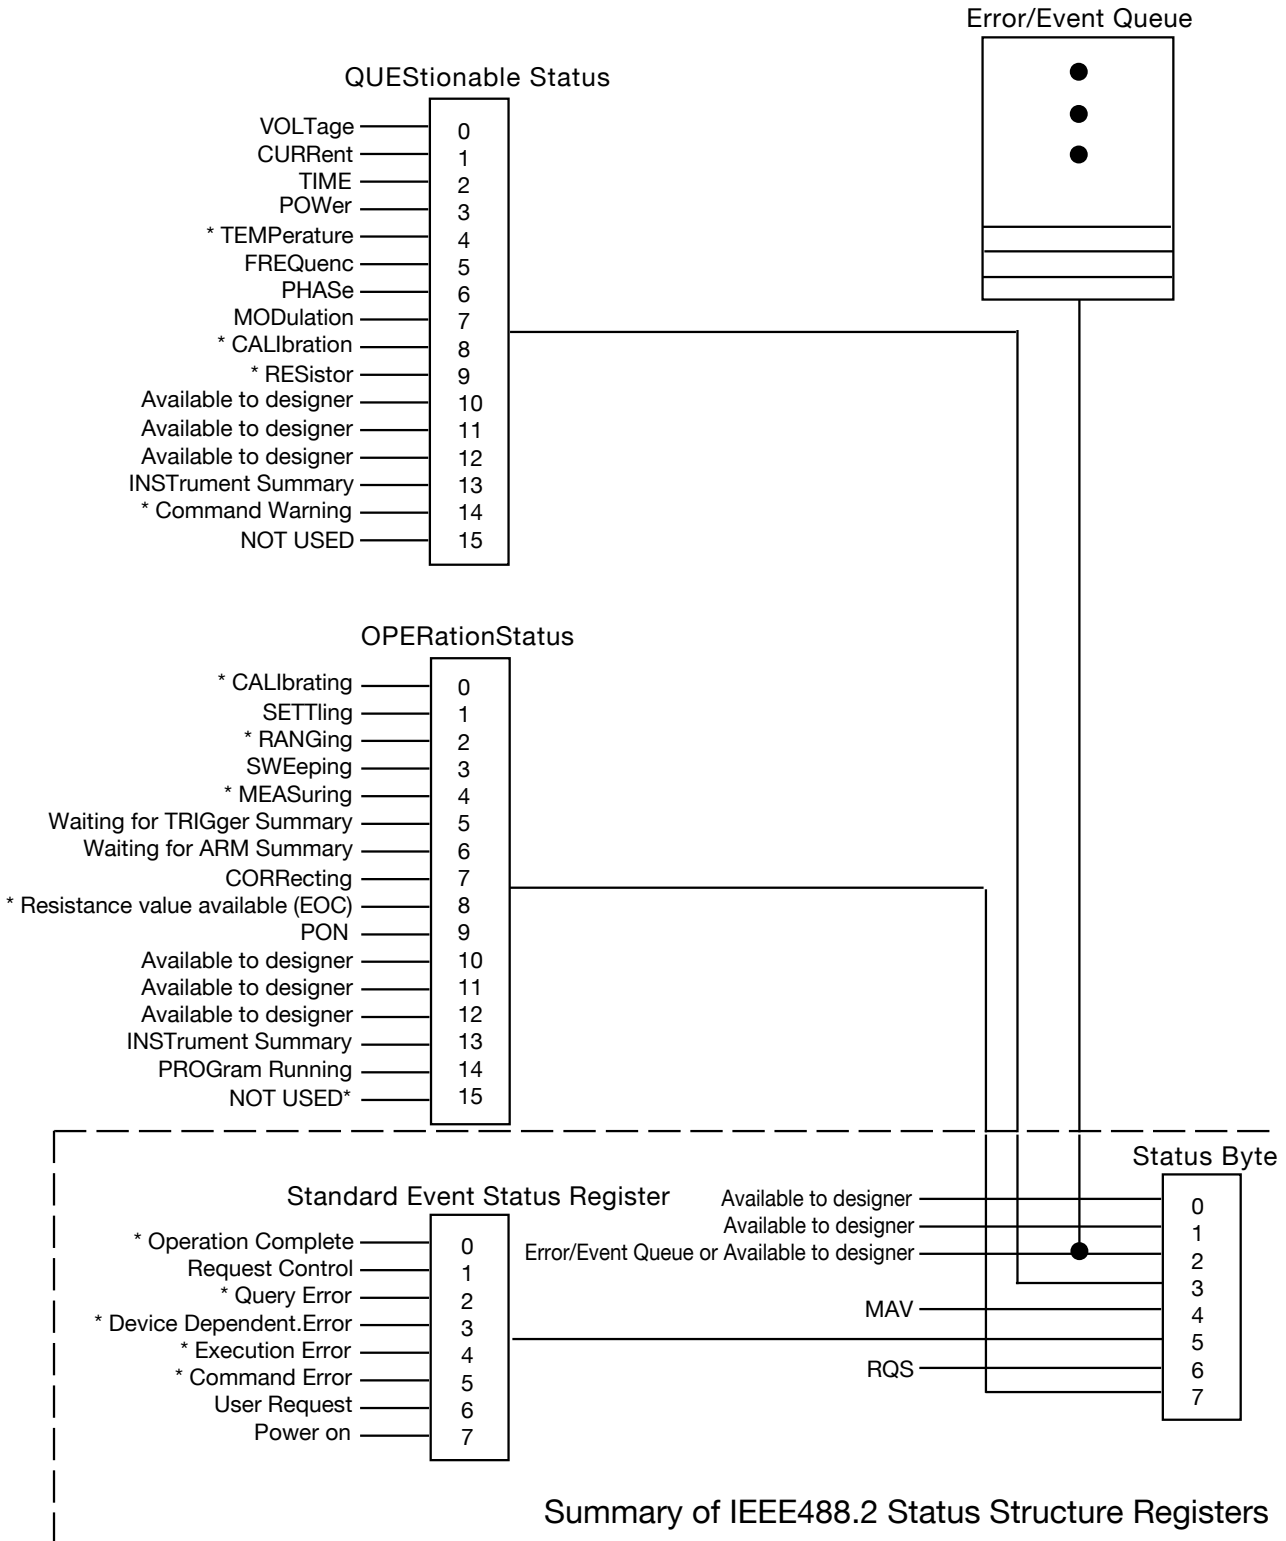 Error/Event Queue
QUEStionable Status
VOLTage 0
CURRent 1
TIME 2
POWer 3
* TEMPerature 4
FREQuenc 5
PHASe 6
MODulation 7
* CALIbration 8
* RESistor 9
Available to designer 10
Available to designer 11
Available to designer 12
INSTrument Summary 13
* Command Warning 14
NOT USED 15
OPERationStatus
* CALIbrating 0
SETTling 1
* RANGing 2
SWEeping 3
* MEASuring 4
Waiting for TRIGger Summary 5
Waiting for ARM Summary 6
CORRecting 7
* Resistance value available (EOC) 8
PON 9
Available to designer 10
Available to designer 11
Available to designer 12
INSTrument Summary 13
PROGram Running 14
NOT USED* 15
Standard Event Status Register
* Operation Complete 0
Request Control 1
* Query Error 2
* Device Dependent.Error 3
* Execution Error 4
* Command Error 5
User Request 6
Power on 7
Status Byte
Available to designer 0
Available to designer 1
Error/Event Queue or Available to designer 2
3
MAV 4
5
RQS 6
7
Summary of IEEE488.2 Status Structure Registers